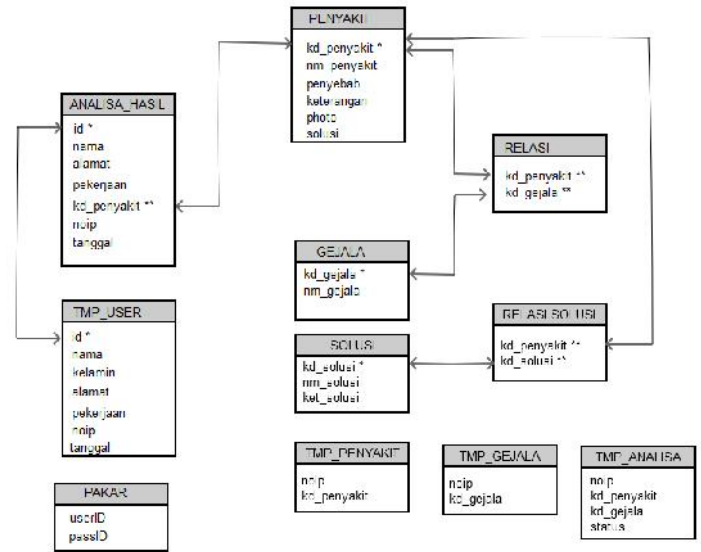 PENYAKIT
kd_penyakit *
nm_penyakit
penyebab
keterangan
photo
solusi
ANALISA_HASIL
id *
nama
alamat
pekerjaan
kd_penyakit **
noip
tanggal
RELASI
kd_penyakit **
kd_gejala **
GEJALA
kd_gejala *
nm_gejala
TMP_USER
id *
nama
kelamin
alamat
pekerjaan
noip
tanggal
SOLUSI
kd_solusi *
nm_solusi
ket_solusi
RELASI SOLUSI
kd_penyakit **
kd_solusi **
TMP_PENYAKIT
noip
kd_penyakit
TMP_GEJALA
noip
kd_gejala
TMP_ANALISA
noip
kd_penyakit
kd_gejala
status
PAKAR
userID
passID